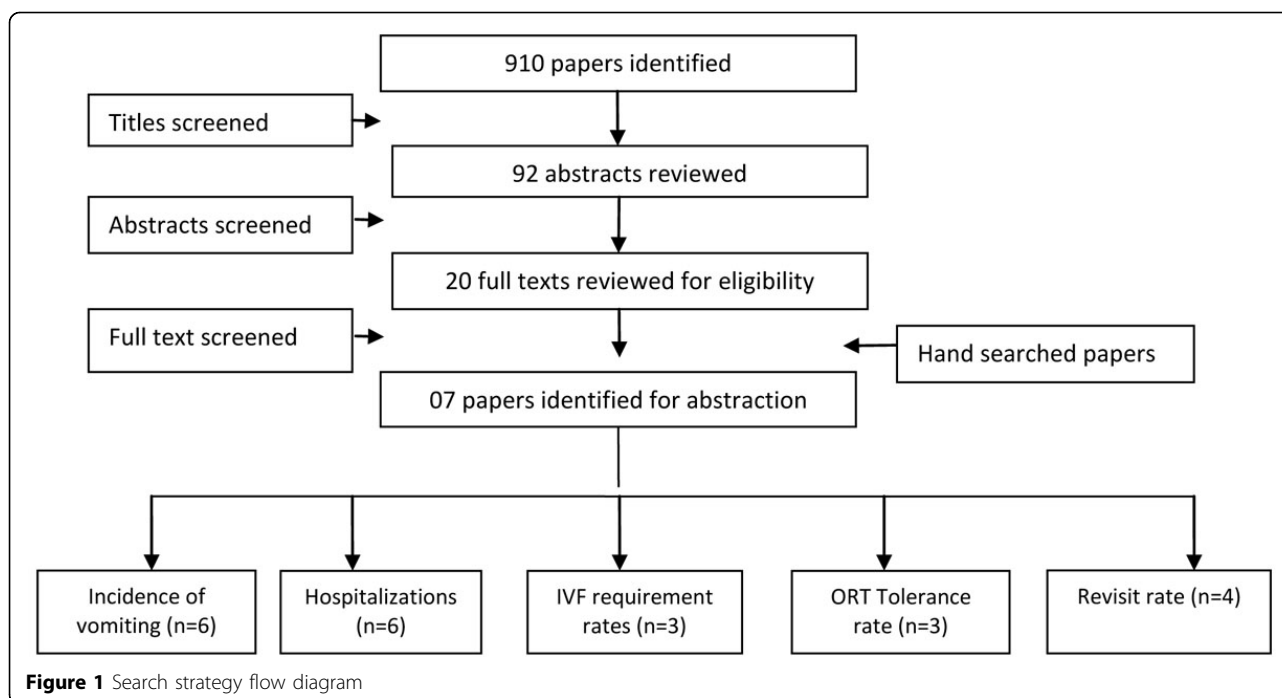 910 papers identified
Titles screened
92 abstracts reviewed
Abstracts screened
20 full texts reviewed for eligibility
Full text screened
Hand searched papers
07 papers identified for abstraction
Incidence of
vomiting (n=6)
Hospitalizations
(n=6)
IVF requirement
rates (n=3)
ORT Tolerance
rate (n=3)
Revisit rate (n=4)
Figure 1 Search strategy flow diagram